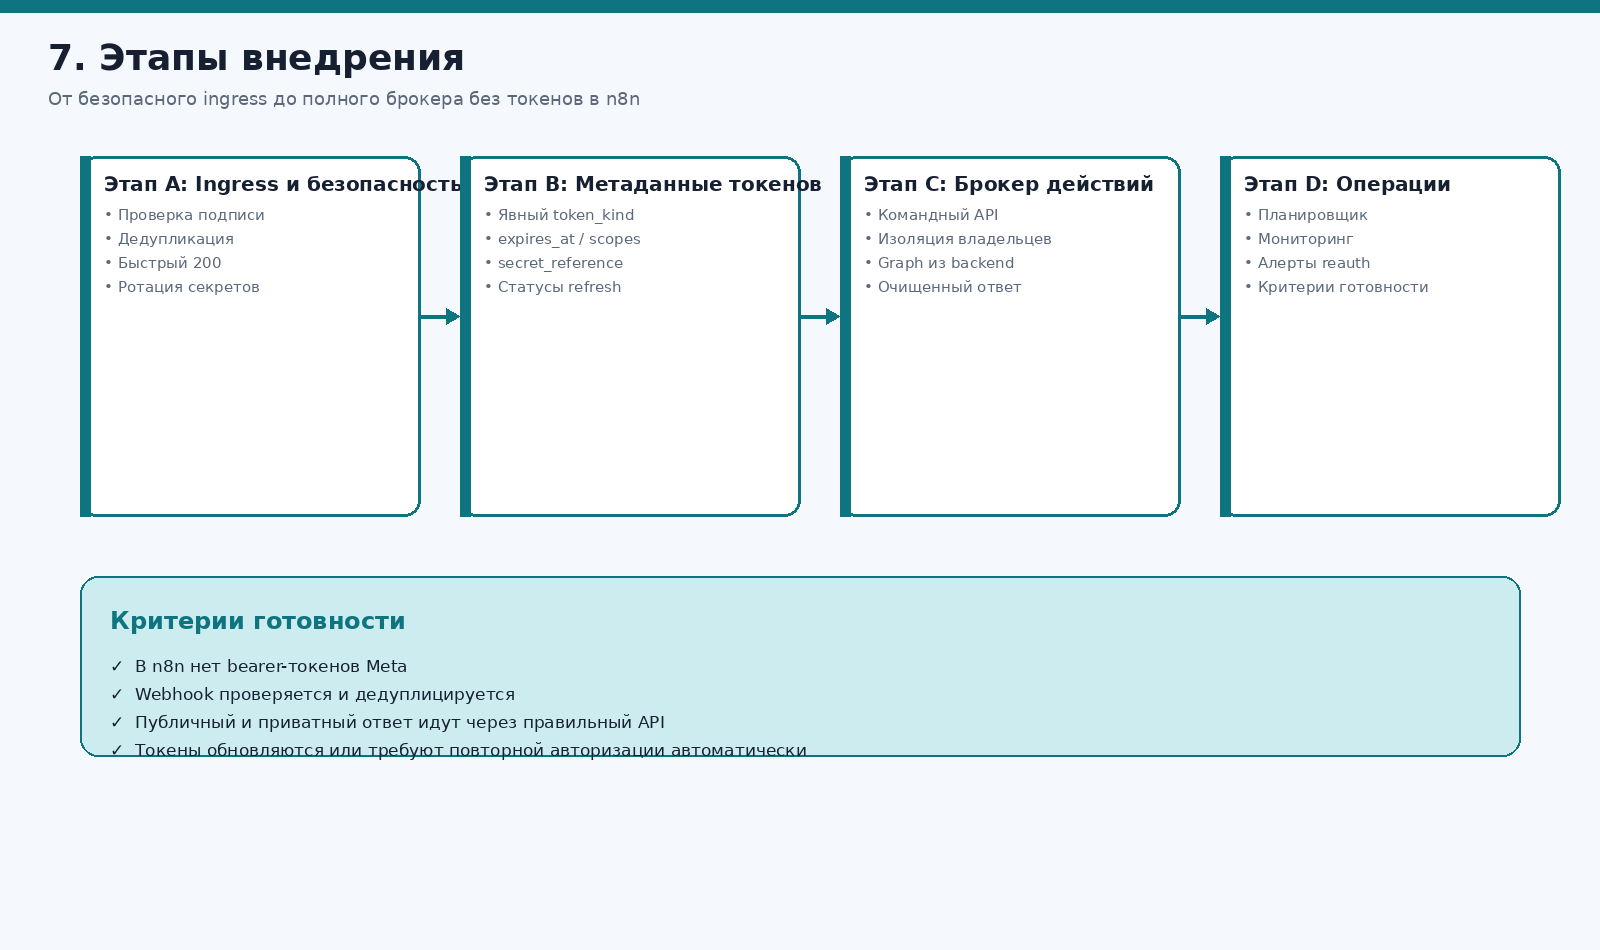 7. Этапы внедрения
От безопасного ingress до полного брокера без токенов в n8n
Этап A: Ingress и безопасность
• Проверка подписи
• Дедупликация
• Быстрый 200
• Ротация секретов
Этап B: Метаданные токенов
• Явный token_kind
• expires_at / scopes
• secret_reference
• Статусы refresh
Этап C: Брокер действий
• Командный API
• Изоляция владельцев
• Graph из backend
• Очищенный ответ
Этап D: Операции
• Планировщик
• Мониторинг
• Алерты reauth
• Критерии готовности
Критерии готовности
✓ В n8n нет bearer-токенов Meta
✓ Webhook проверяется и дедуплицируется
✓ Публичный и приватный ответ идут через правильный API
✓ Токены обновляются или требуют повторной авторизации автоматически